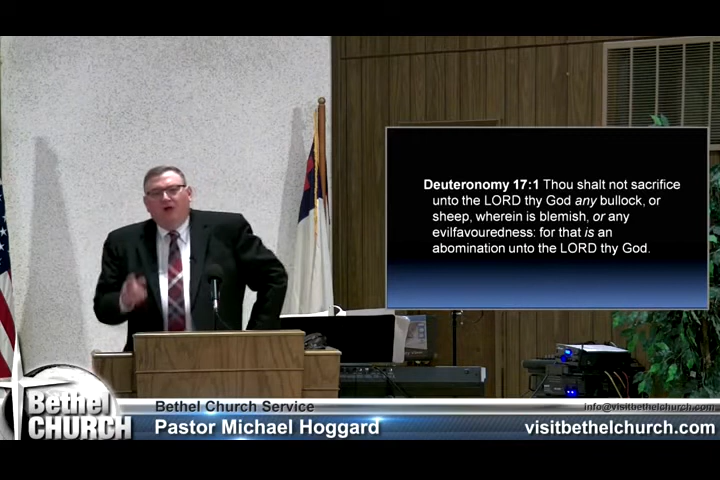 Deuteronomy 17:1 Thou shalt not sacrifice
unto the LORD thy God any bullock, or
sheep, wherein is blemish, or any
evilfavouredness: for that is an
abomination unto the LORD thy God.
Bethel
CHURCH
Bethel Church Service
info@visitbethelchurch.com
Pastor Michael Hoggard
visitbethelchurch.com